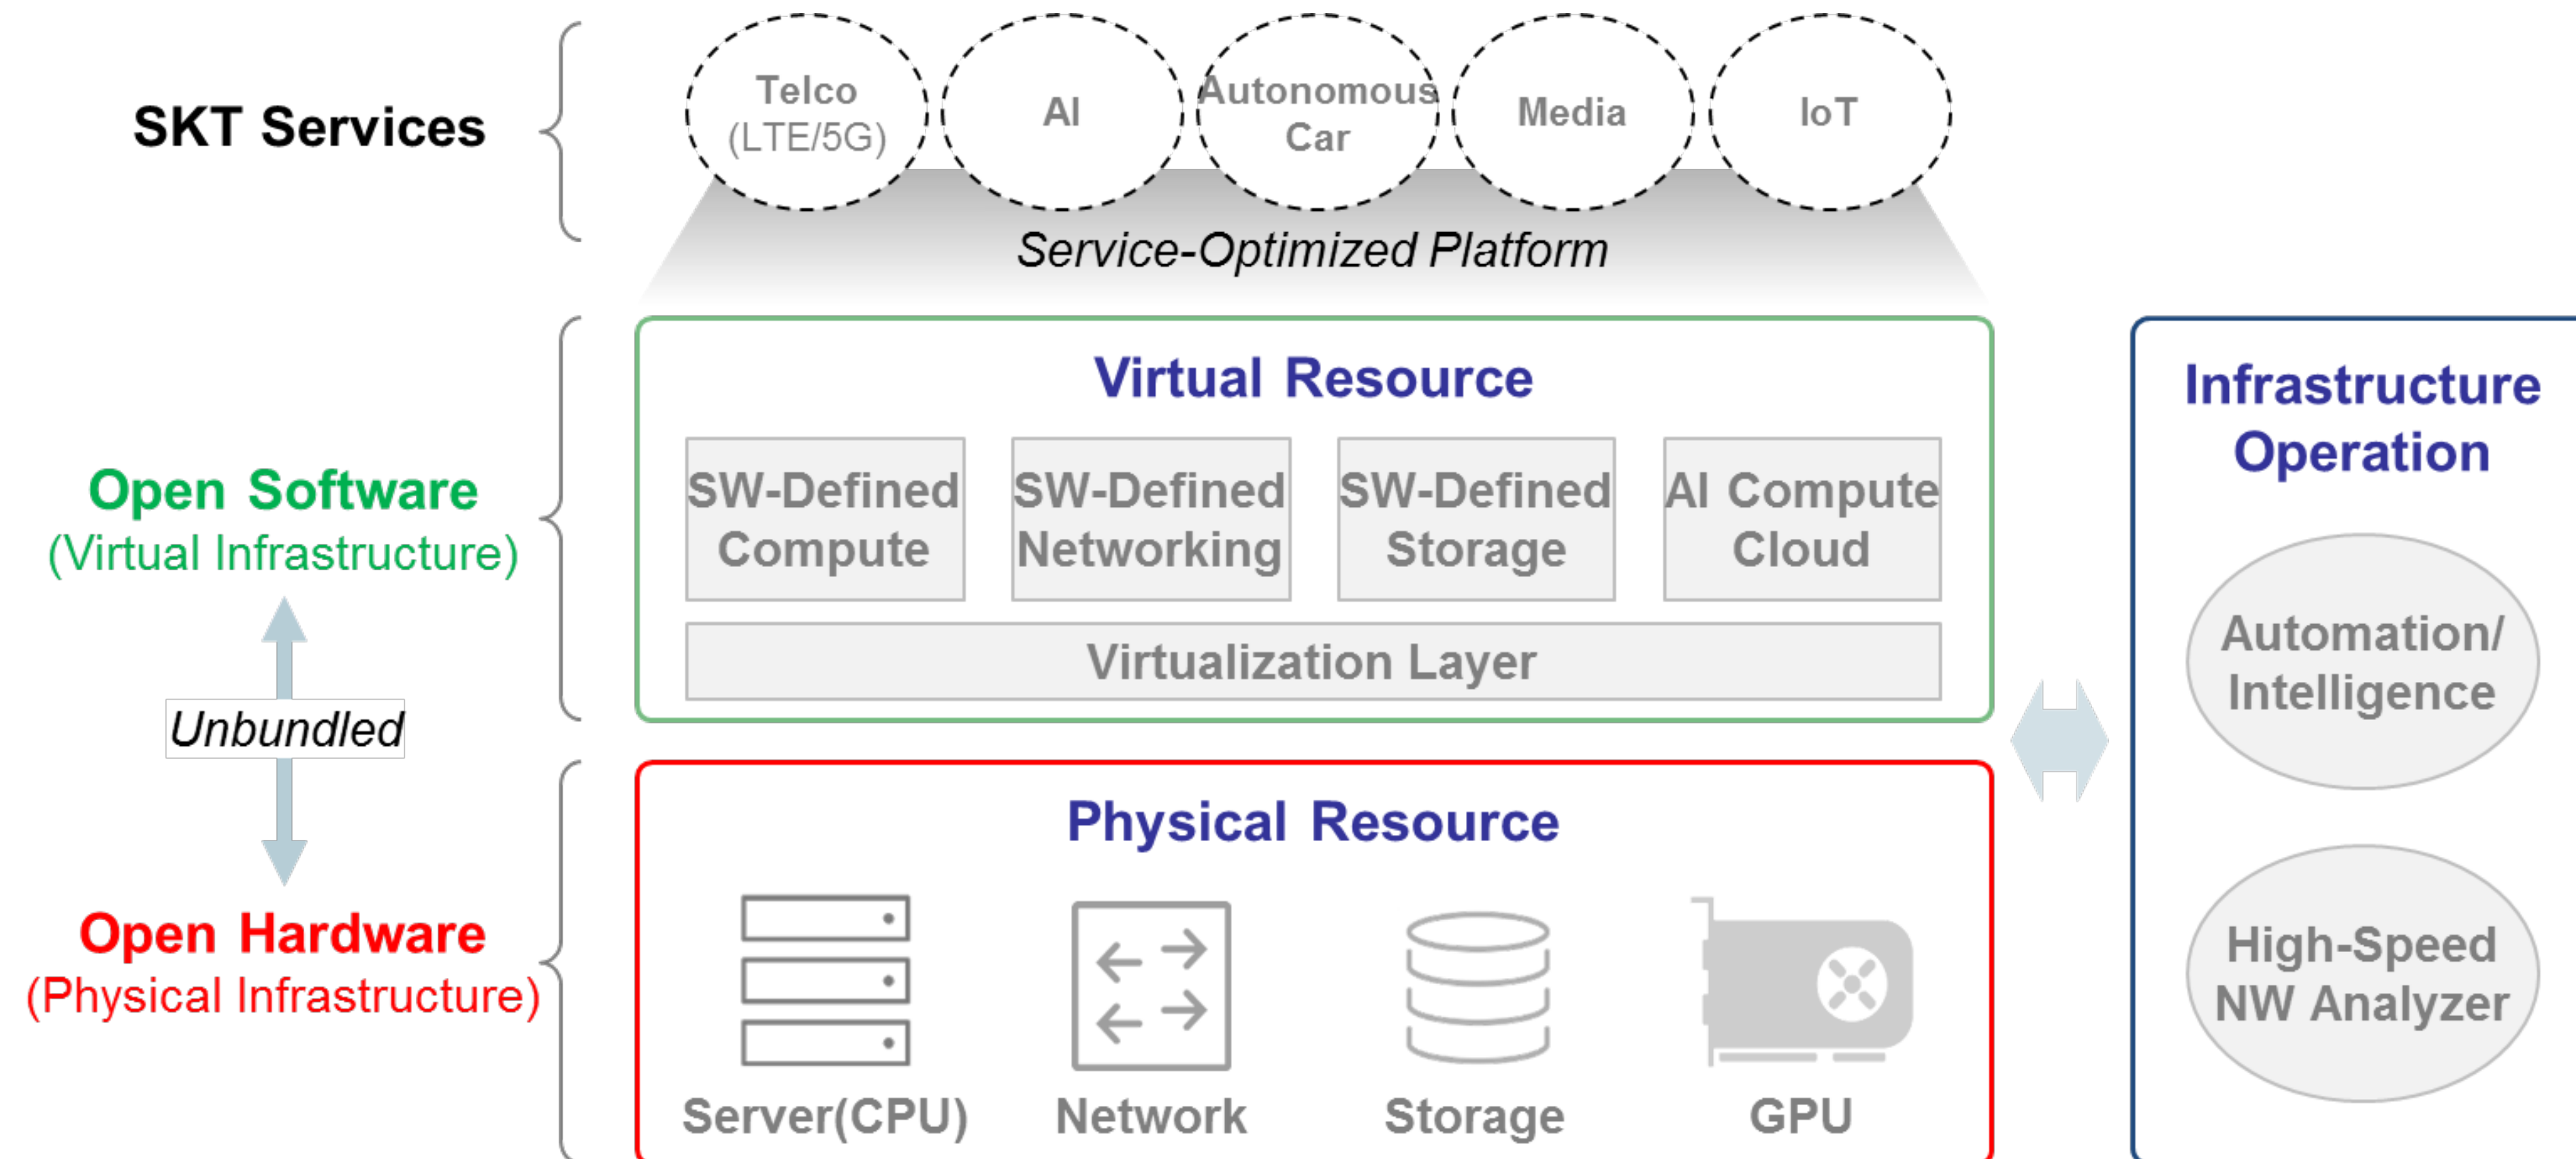 SKT Services
Telco
(LTE/5G)
AI
Autonomous
Car
Media
IoT
Service-Optimized Platform
Open Software
(Virtual Infrastructure)
Unbundled
Open Hardware
(Physical Infrastructure)
Virtual Resource
SW-Defined
Compute
SW-Defined
Networking
SW-Defined
Storage
AI Compute
Cloud
Virtualization Layer
Physical Resource
Server(CPU)
Network
Storage
GPU
Infrastructure
Operation
Automation/
Intelligence
High-Speed
NW Analyzer